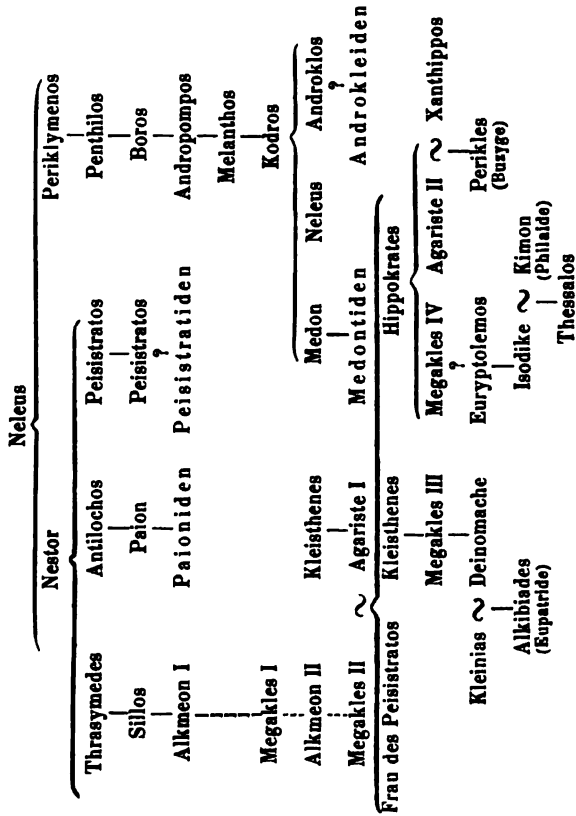 Neleus
Nestor Periklymenos
Thrasymedes Antilochos Peisistratos Penthilos
Sillos Paion Peisistratos Boros
Alkmeon I Paioniden ? Peisistratiden Andropompos
Melanthos
Megakles I Kodros
Alkmeon II Kleisthenes Medon Neleus Androklos
?
Megakles II ~ Agariste I Medontiden Androkleiden
Frau des Peisistratos Kleisthenes Hippokrates
Megakles III Megakles IV Agariste II ~ Xanthippos
?
Kleinias ~ Deinomache Euryptolemos Perikles
(Buzyge)
Alkibiades Isodike ~ Kimon
(Eupatride) (Philaide)
Thessalos